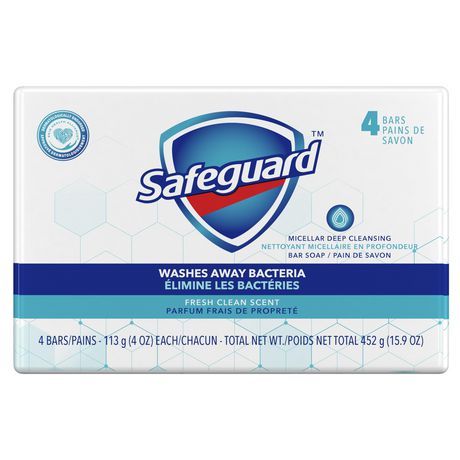 4 BARS
PAINS DE
SAVON
Safeguard™
MICELLAR DEEP CLEANSING
NETTOYANT MICELLAIRE EN PROFONDEUR
BAR SOAP / PAIN DE SAVON
WASHES AWAY BACTERIA
ÉLIMINE LES BACTÉRIES
FRESH CLEAN SCENT
PARFUM FRAIS DE PROPRETÉ
4 BARS/PAINS - 113 g (4 OZ) EACH/CHACUN - TOTAL NET WT./POIDS NET TOTAL 452 g (15.9 OZ)